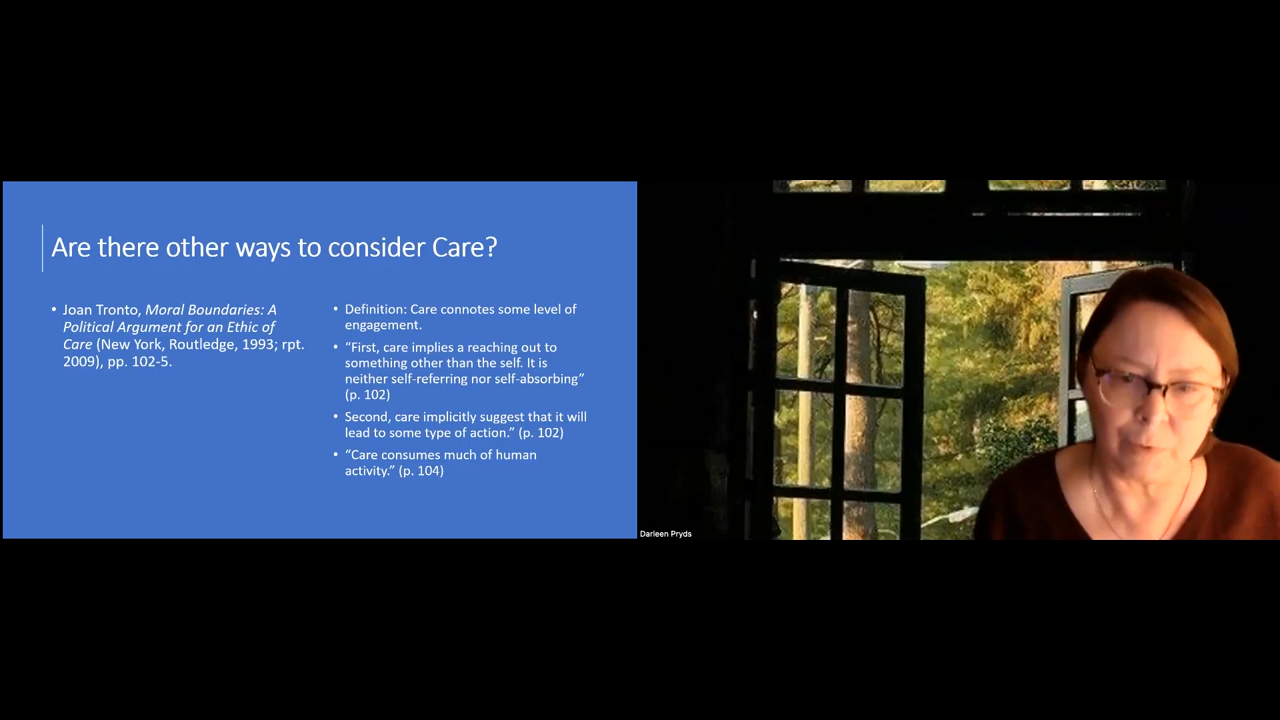 Are there other ways to consider Care?
• Joan Tronto, Moral Boundaries: A
Political Argument for an Ethic of
Care (New York, Routledge, 1993; rpt.
2009), pp. 102-5.
• Definition: Care connotes some level of
engagement.
• “First, care implies a reaching out to
something other than the self. It is
neither self-referring nor self-absorbing”
(p. 102)
• Second, care implicitly suggest that it will
lead to some type of action.” (p. 102)
• “Care consumes much of human
activity.” (p. 104)
Darleen Pryds